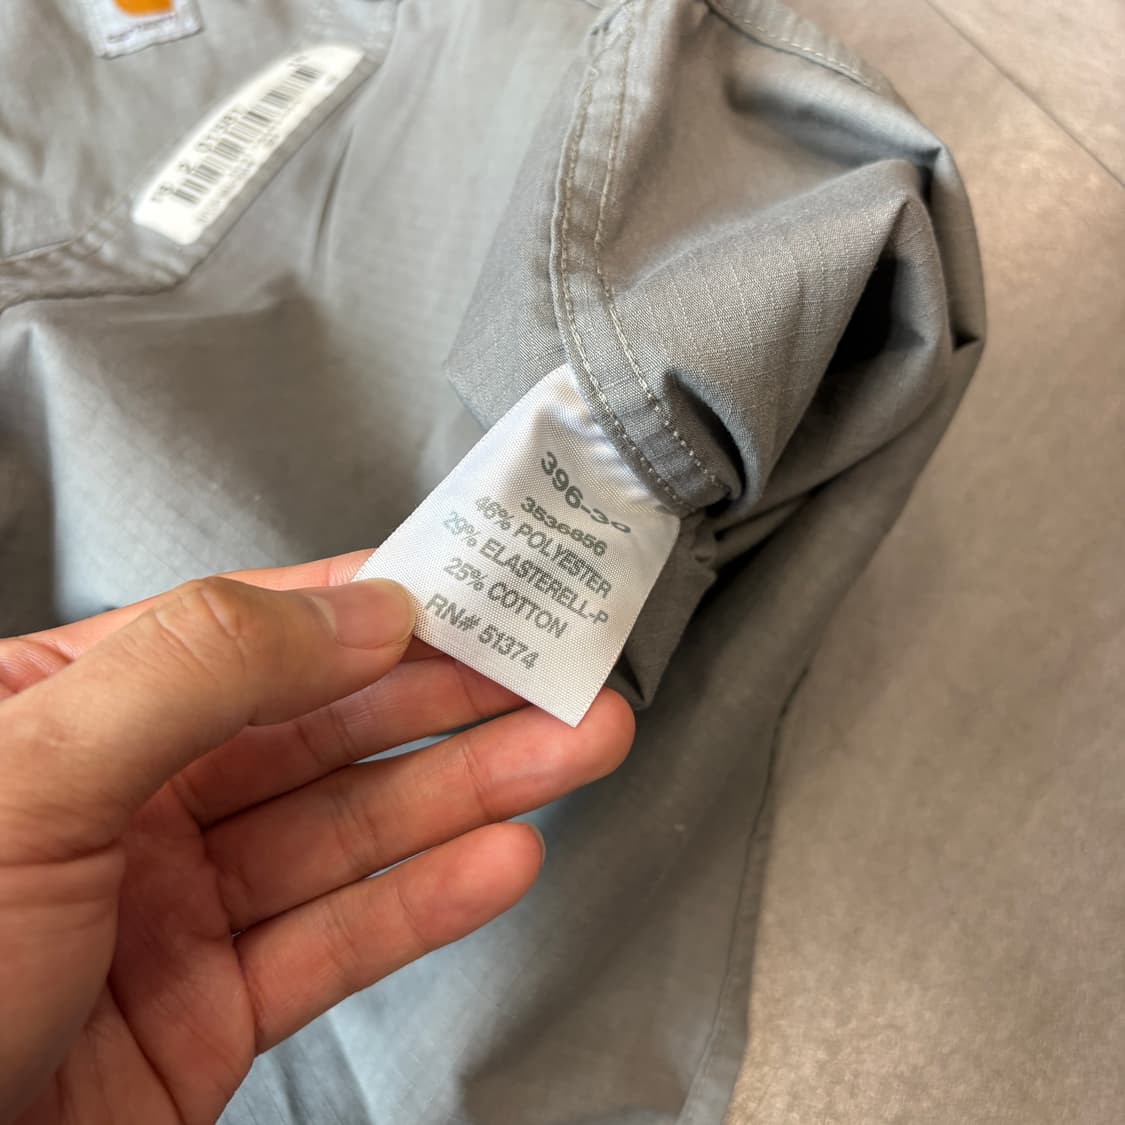 396-30
3536856
46% POLYESTER
29% ELASTERELL-P
25% COTTON
RN# 51374